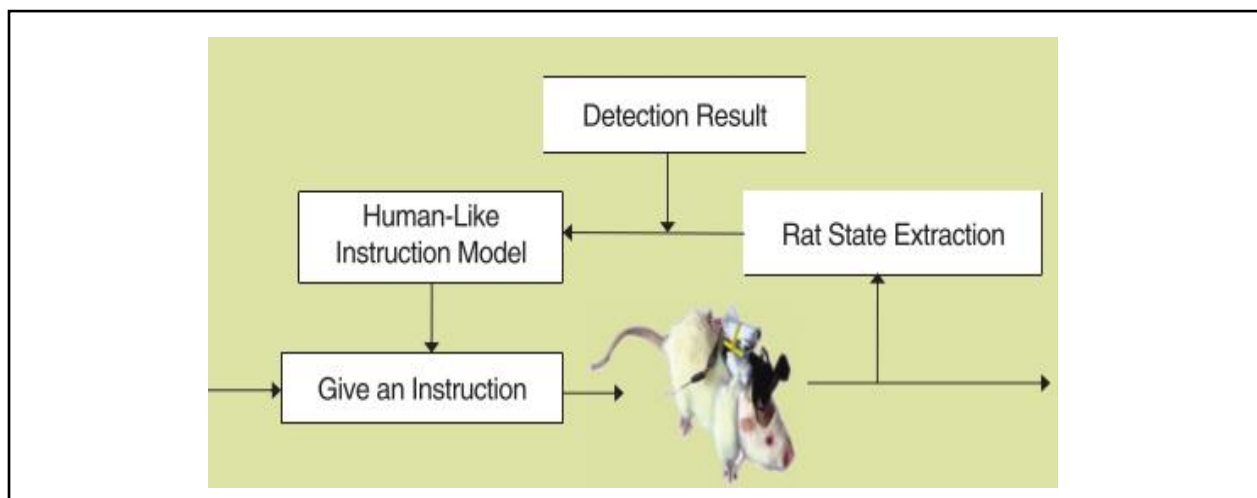 Detection Result
Human-Like
Instruction Model
Rat State Extraction
Give an Instruction